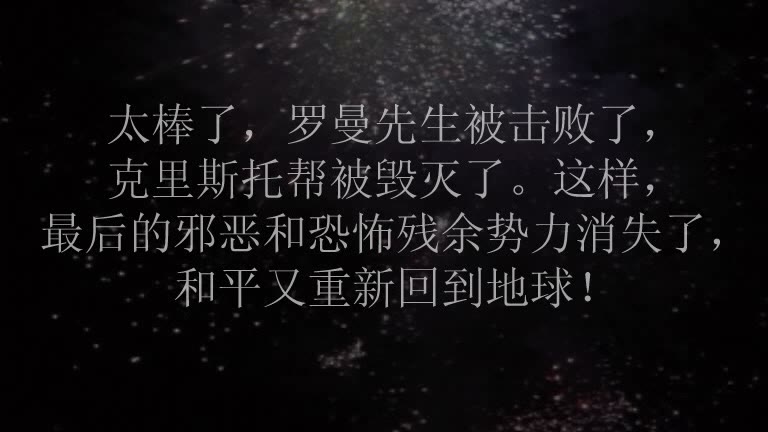 太棒了，罗曼先生被击败了，
克里斯托帮被毁灭了。这样，
最后的邪恶和恐怖残余势力消失了，
和平又重新回到地球！